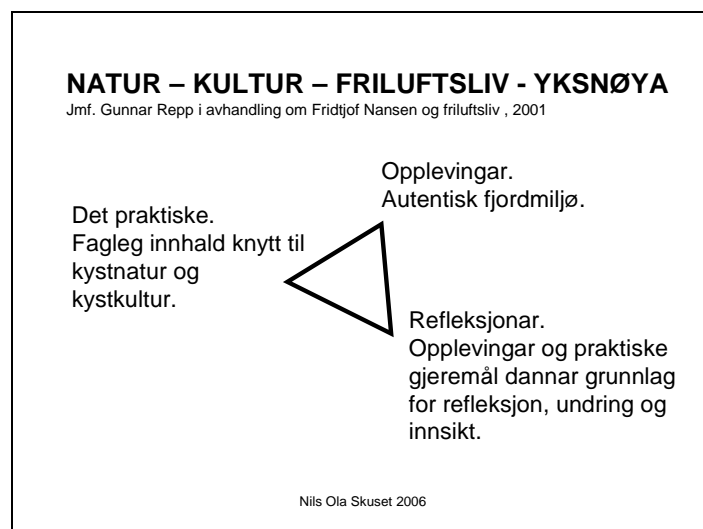 NATUR – KULTUR – FRILUFTSLIV - YKSNØYA
Jmf. Gunnar Repp i avhandling om Fridtjof Nansen og friluftsliv , 2001
Det praktiske.
Fagleg innhald knytt til
kystnatur og
kystkultur.
Opplevingar.
Autentisk fjordmiljø.
Refleksjonar.
Opplevingar og praktiske
gjeremål dannar grunnlag
for refleksjon, undring og
innsikt.
Nils Ola Skuset 2006